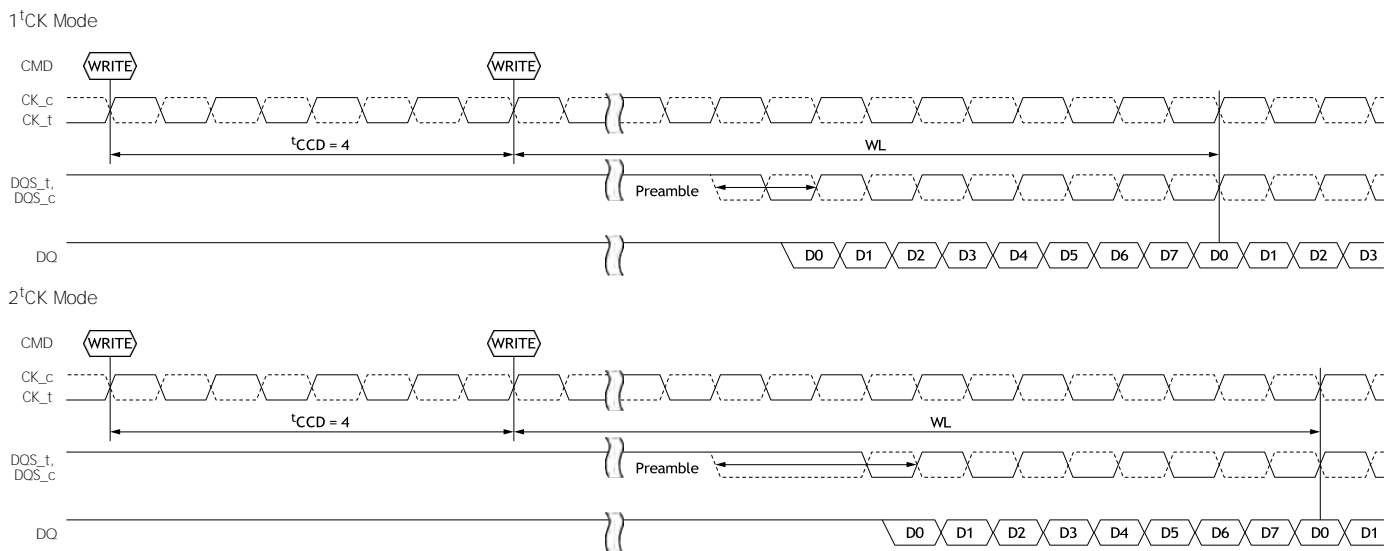 1tCK Mode
CMD WRITE WRITE
CK_c
CK_t
tCCD = 4 WL
DQS_t,
DQS_c Preamble
DQ D0 D1 D2 D3 D4 D5 D6 D7 D0 D1 D2 D3
2tCK Mode
CMD WRITE WRITE
CK_c
CK_t
tCCD = 4 WL
DQS_t,
DQS_c Preamble
DQ D0 D1 D2 D3 D4 D5 D6 D7 D0 D1